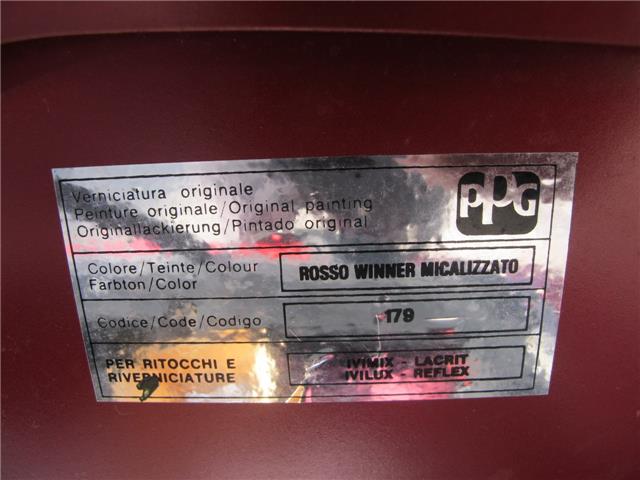 Verniciatura originale
Peinture originale/Original painting
Originallackierung/Pintado original
PPG
Colore/Teinte/Colour
Farbton/Color
ROSSO WINNER MICALIZZATO
Codice/Code/Codigo
179
PER RITOCCHI E
RIVERNICIATURE
IVIMIX - LACRIT
IVILUX - REFLEX